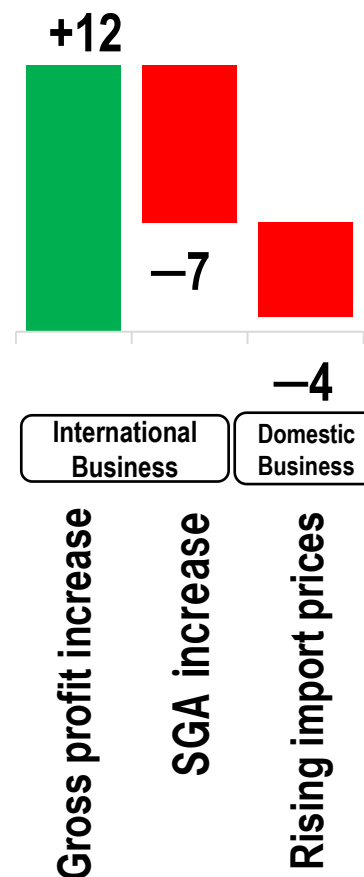 +12
—7
—4
International
Business
Domestic
Business
Gross profit increase
SGA increase
Rising import prices